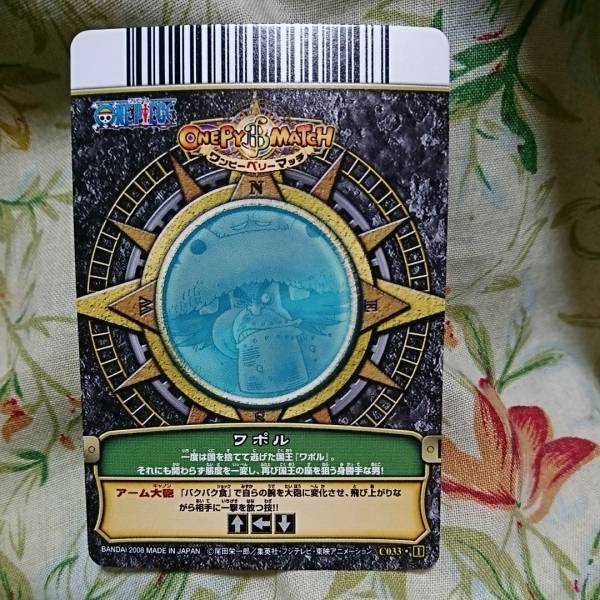 ONE PIECE
ONEPY BERRY MATCH
ワンピーベリーマッチ
N
W
E
S
ワポル
一度は国を捨てて逃げた国王「ワポル」。
それにも関わらず態度を一変し、再び国王の座を狙う身勝手な男!
アーム大砲 「バクバク食」で自らの腕を大砲に変化させ、飛び上がりな
がら相手に一撃を放つ技!!
↑ ← ↓
BANDAI 2008 MADE IN JAPAN ©尾田栄一郎/集英社・フジテレビ・東映アニメーション C033・1